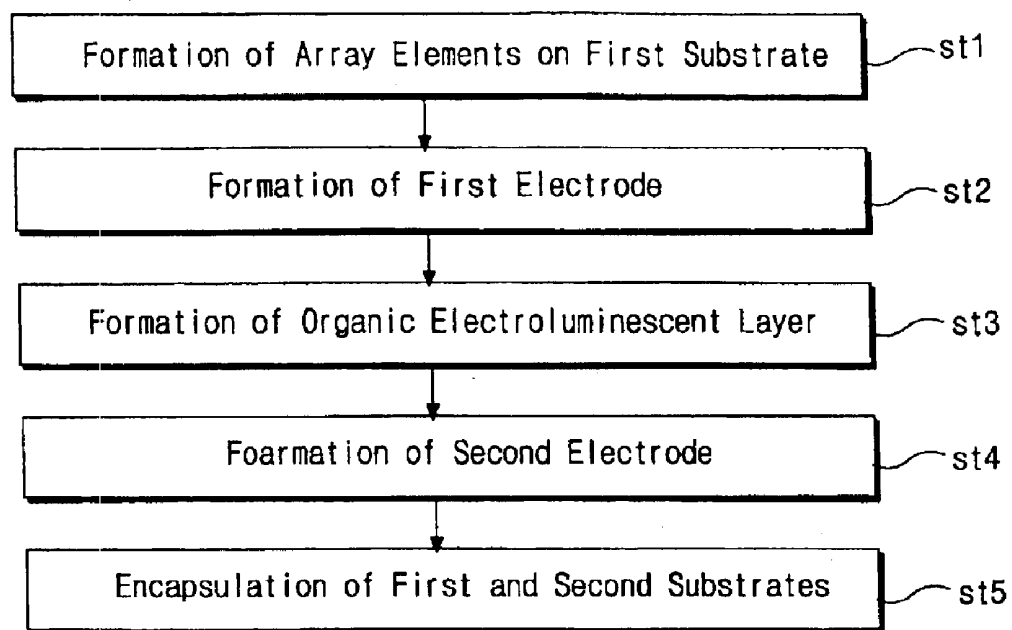 Formation of Array Elements on First Substrate st1
Formation of First Electrode st2
Formation of Organic Electroluminescent Layer st3
Foarmation of Second Electrode st4
Encapsulation of First and Second Substrates st5